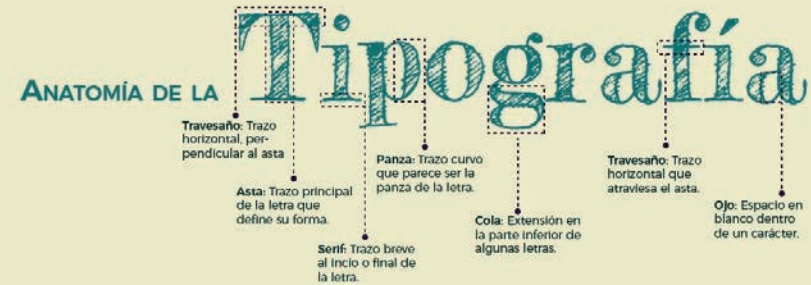 ANATOMÍA DE LA Tipografía
Travesaño: Trazo
horizontal, per-
pendicular al asta
Asta: Trazo principal
de la letra que
define su forma.
Serif: Trazo breve
al incio o final de
la letra.
Panza: Trazo curvo
que parece ser la
panza de la letra.
Cola: Extensión en
la parte inferior de
algunas letras.
Travesaño: Trazo
horizontal que
atraviesa el asta.
Ojo: Espacio en
blanco dentro
de un carácter.